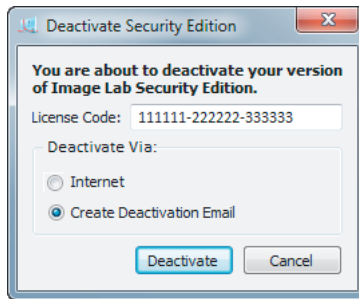 Deactivate Security Edition
You are about to deactivate your version
of Image Lab Security Edition.
License Code: 111111-222222-333333
Deactivate Via:
Internet
Create Deactivation Email
Deactivate Cancel